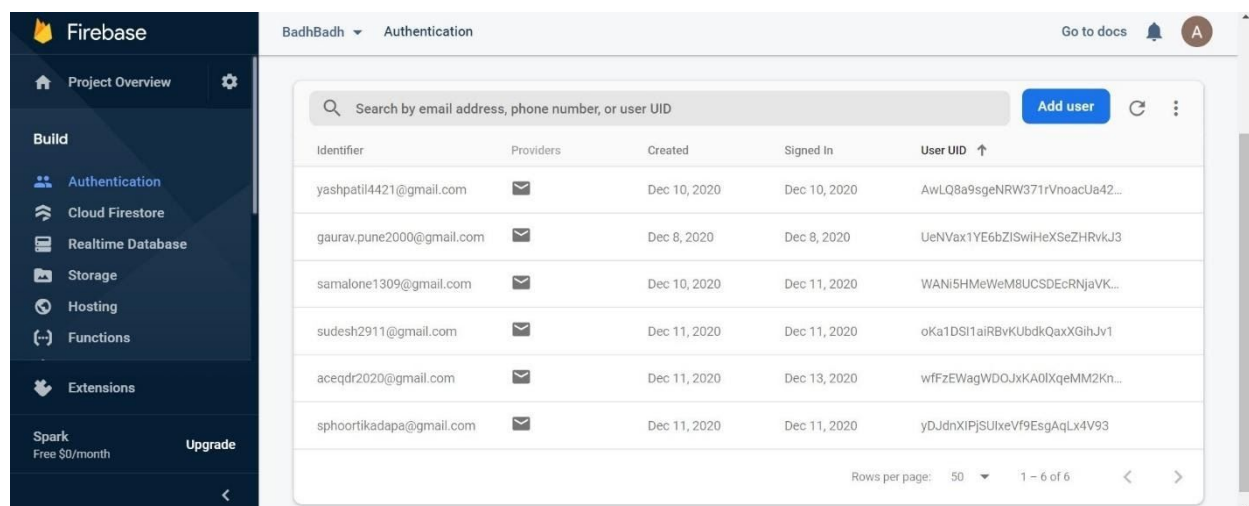 Firebase
BadhBadh Authentication Go to docs A
Project Overview
Search by email address, phone number, or user UID Add user
Build
Identifier Providers Created Signed In User UID
Authentication
yashpatil4421@gmail.com Dec 10, 2020 Dec 10, 2020 AwLQ8a9sgeNRW371rVnoacUa42...
Cloud Firestore
Realtime Database
gaurav.pune2000@gmail.com Dec 8, 2020 Dec 8, 2020 UeNVax1YE6bZISwiHeXSeZHRvkJ3
Storage
samalone1309@gmail.com Dec 10, 2020 Dec 11, 2020 WANi5HMeWeM8UCSDEcRNjaVK...
Hosting
Functions
sudesh2911@gmail.com Dec 11, 2020 Dec 11, 2020 oKa1DSI1aiRBvKUbdkQaxXGihJv1
Extensions
aceqdr2020@gmail.com Dec 11, 2020 Dec 13, 2020 wfFzEWagWDOJxKA0lXqeMM2Kn...
sphoortikadapa@gmail.com Dec 11, 2020 Dec 11, 2020 yDJdnXIPjSUIxeVf9EsgAqLx4V93
Spark
Free $0/month Upgrade
Rows per page: 50 1 – 6 of 6